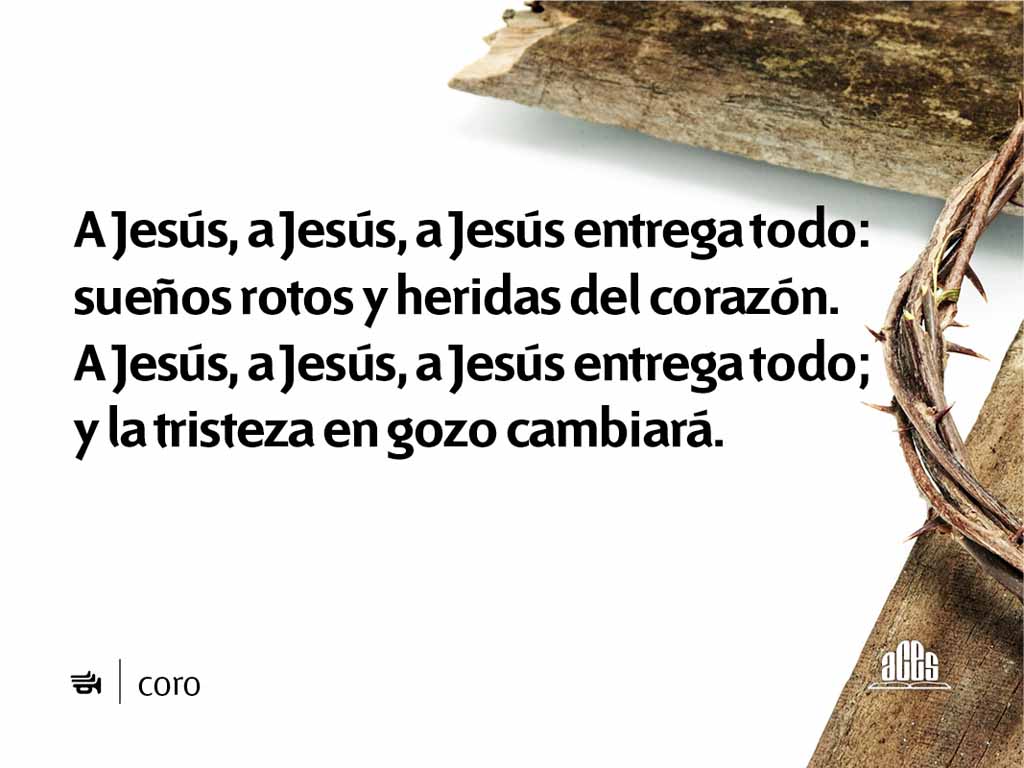 A Jesús, a Jesús, a Jesús entrega todo:
sueños rotos y heridas del corazón.
A Jesús, a Jesús, a Jesús entrega todo;
y la tristeza en gozo cambiará.
coro
aces